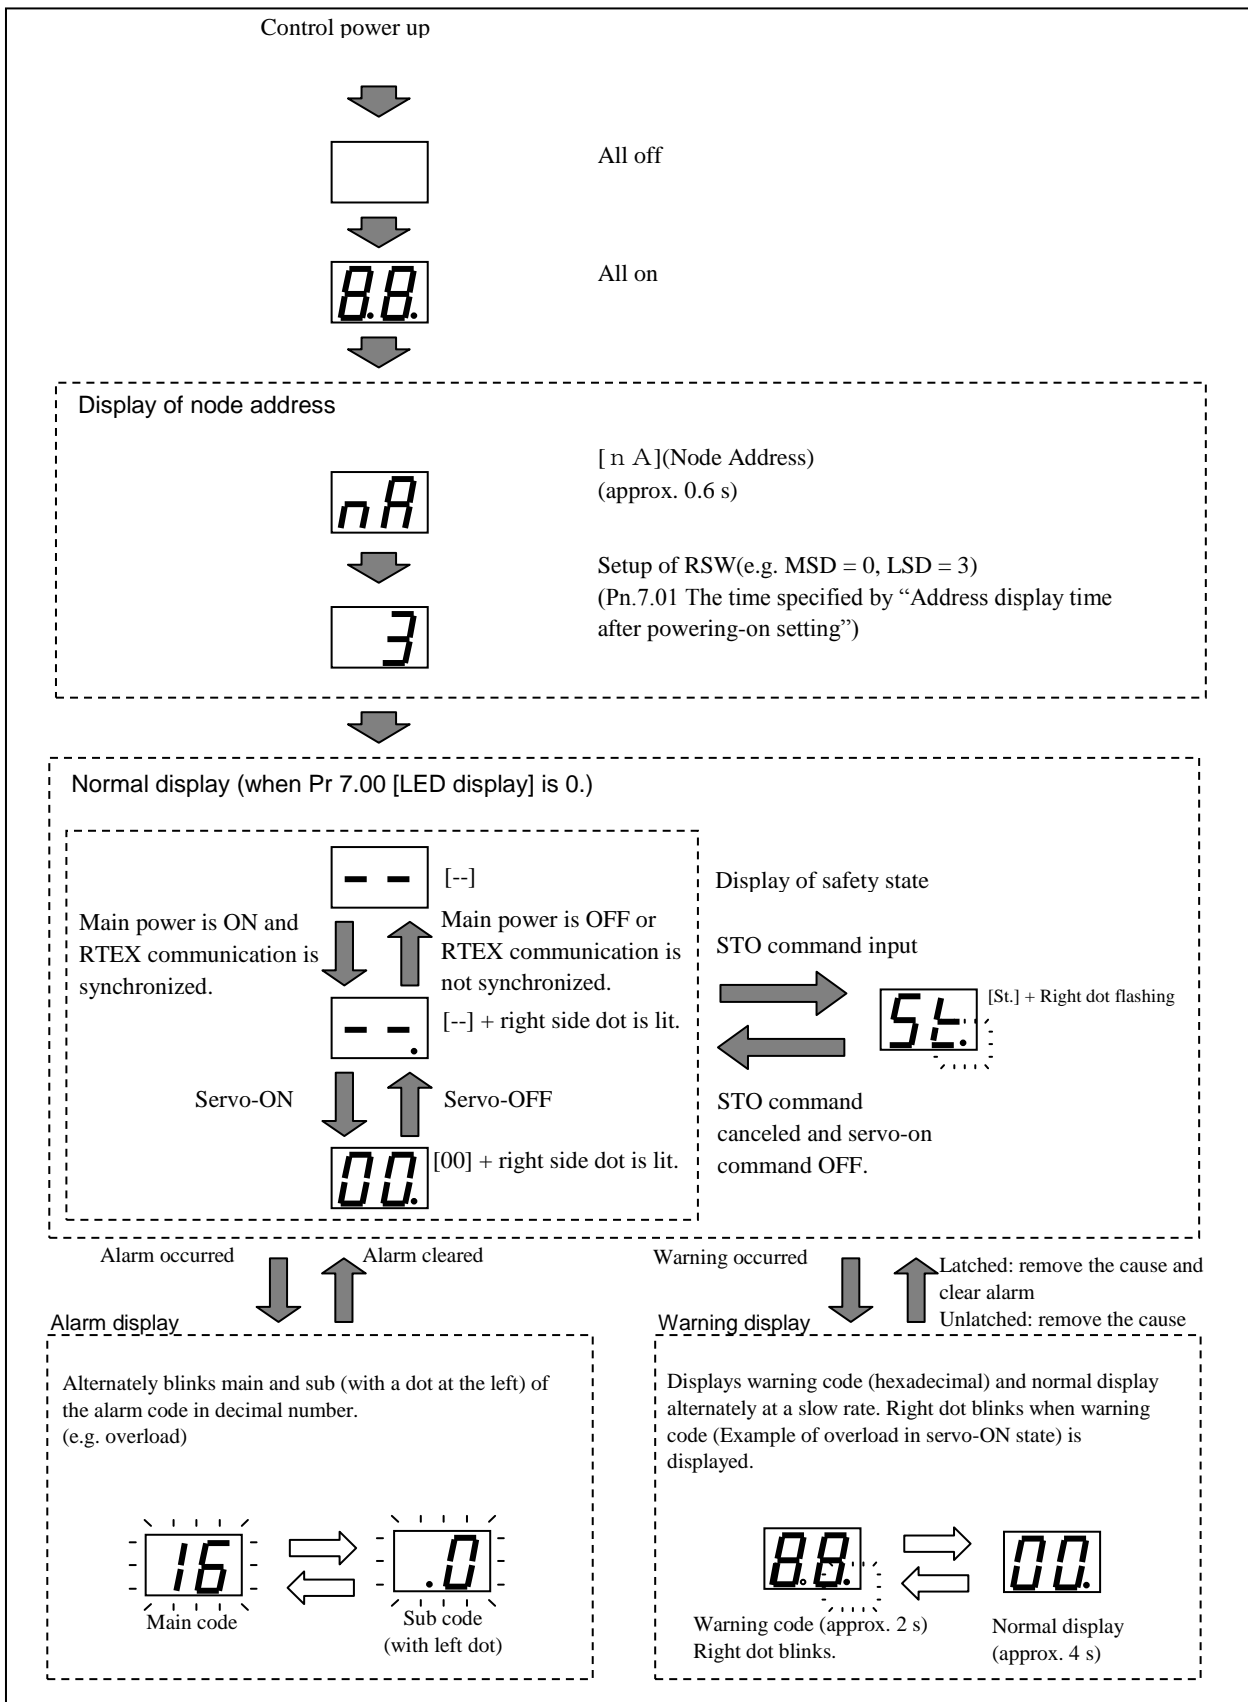 Control power up
All off
8.8.
All on
Display of node address
[ n A](Node Address)
(approx. 0.6 s)
nA
Setup of RSW(e.g. MSD = 0, LSD = 3)
(Pn.7.01 The time specified by “Address display time
after powering-on setting”)
3
Normal display (when Pr 7.00 [LED display] is 0.)
- -
[--]
Main power is ON and
RTEX communication is
synchronized.
Main power is OFF or
RTEX communication is
not synchronized.
- -.
[--] + right side dot is lit.
Servo-ON
Servo-OFF
00.
[00] + right side dot is lit.
Display of safety state
STO command input
St.
[St.] + Right dot flashing
STO command
canceled and servo-on
command OFF.
Alarm occurred
Alarm cleared
Warning occurred
Latched: remove the cause and
clear alarm
Unlatched: remove the cause
Alarm display
Alternately blinks main and sub (with a dot at the left) of
the alarm code in decimal number.
(e.g. overload)
16
Main code
.0
Sub code
(with left dot)
Warning display
Displays warning code (hexadecimal) and normal display
alternately at a slow rate. Right dot blinks when warning
code (Example of overload in servo-ON state) is
displayed.
8.8.
Warning code (approx. 2 s)
Right dot blinks.
00.
Normal display
(approx. 4 s)